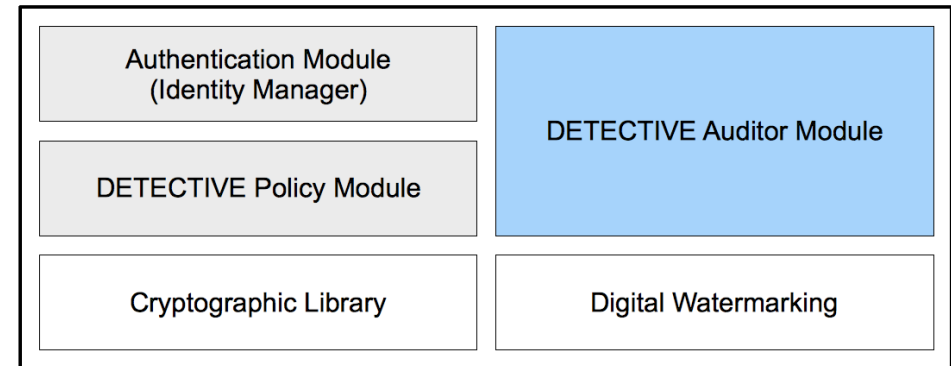 Authentication Module
(Identity Manager)
DETECTIVE Policy Module
DETECTIVE Auditor Module
Cryptographic Library
Digital Watermarking